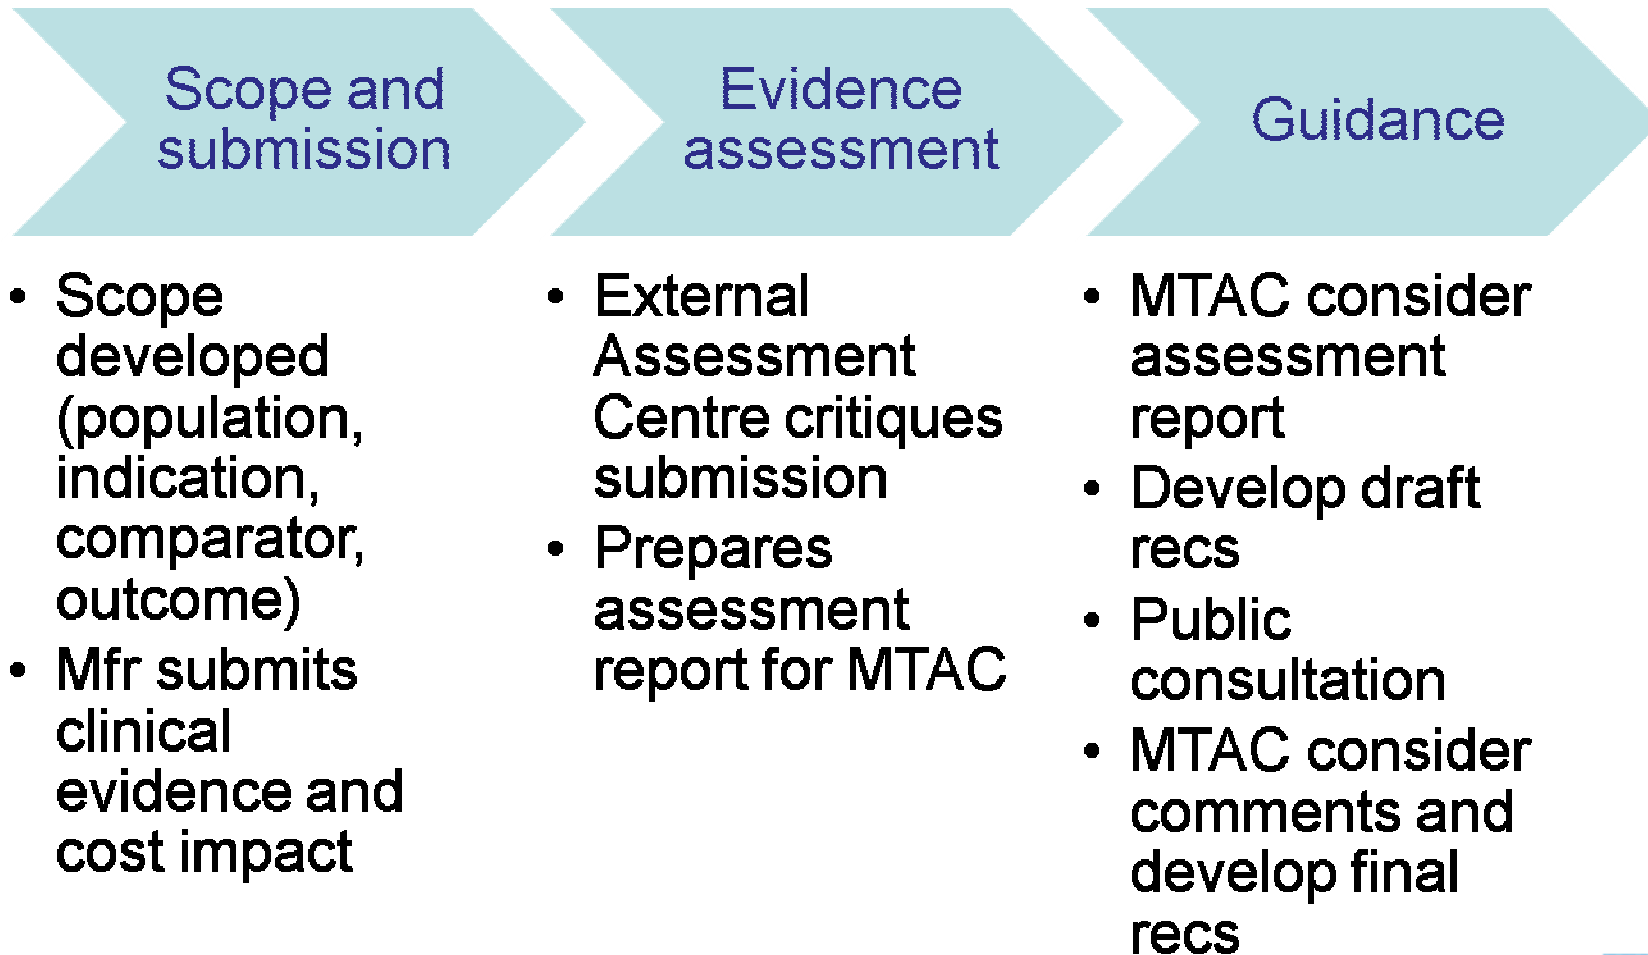 Scope and
submission
• Scope
developed
(population,
indication,
comparator,
outcome)
• Mfr submits
clinical
evidence and
cost impact
Evidence
assessment
• External
Assessment
Centre critiques
submission
• Prepares
assessment
report for MTAC
Guidance
• MTAC consider
assessment
report
• Develop draft
recs
• Public
consultation
• MTAC consider
comments and
develop final
recs